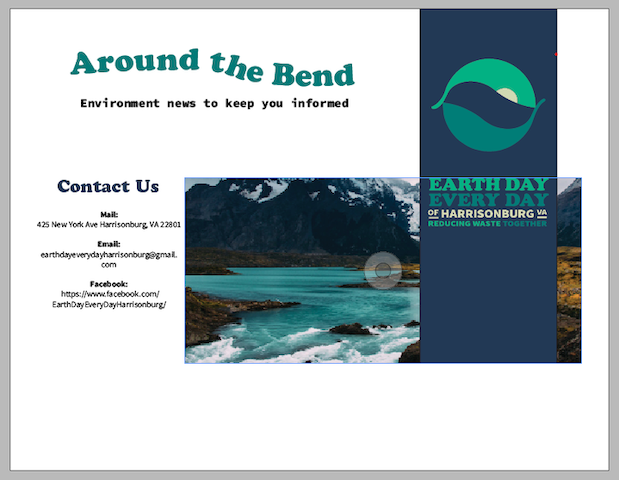 Around the Bend
Environment news to keep you informed
Contact Us
Mail:
425 New York Ave Harrisonburg, VA 22801
Email:
earthdayeverydayharrisonburg@gmail.
com
Facebook:
https://www.facebook.com/
EarthDayEveryDayHarrisonburg/
EARTH DAY
EVERY DAY
OF HARRISONBURG VA
REDUCING WASTE TOGETHER